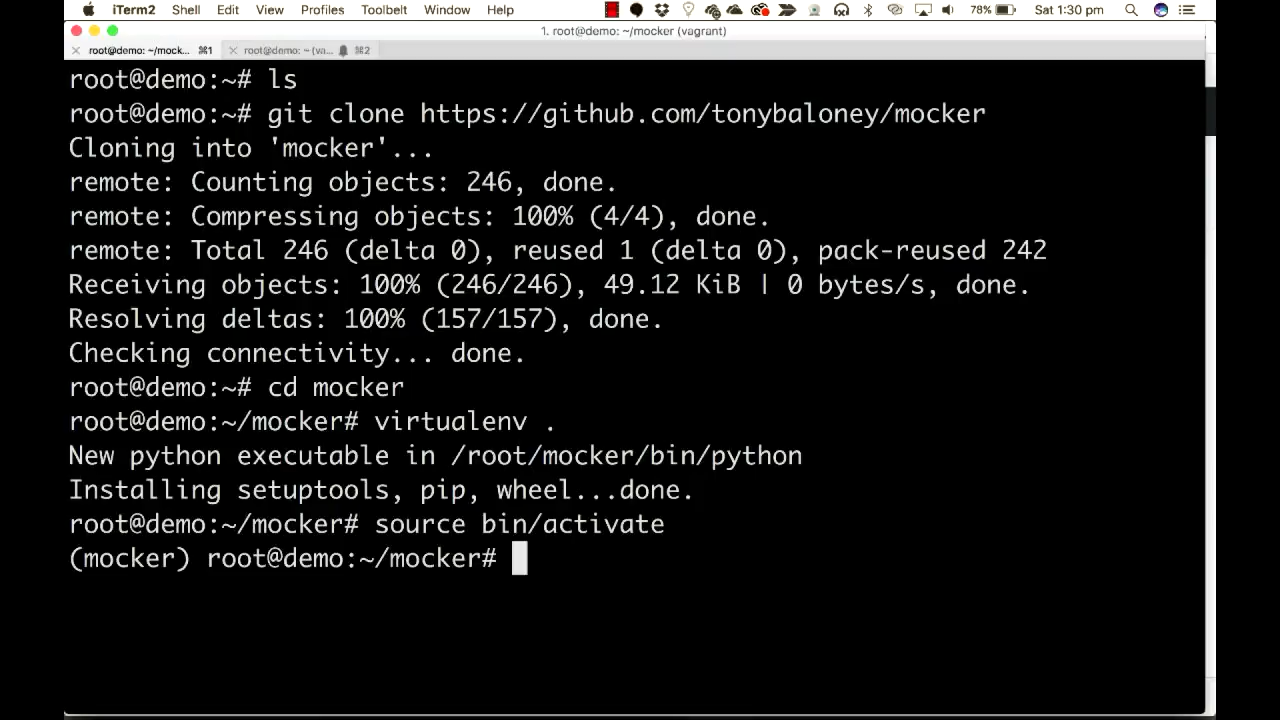 iTerm2 Shell Edit View Profiles Toolbelt Window Help 78% Sat 1:30 pm
1. root@demo: ~/mocker (vagrant)
root@demo: ~/mock... ⌘1 root@demo: ~ (va... ⌘2
root@demo:~# ls
root@demo:~# git clone https://github.com/tonybaloney/mocker
Cloning into 'mocker'...
remote: Counting objects: 246, done.
remote: Compressing objects: 100% (4/4), done.
remote: Total 246 (delta 0), reused 1 (delta 0), pack-reused 242
Receiving objects: 100% (246/246), 49.12 KiB | 0 bytes/s, done.
Resolving deltas: 100% (157/157), done.
Checking connectivity... done.
root@demo:~# cd mocker
root@demo:~/mocker# virtualenv .
New python executable in /root/mocker/bin/python
Installing setuptools, pip, wheel...done.
root@demo:~/mocker# source bin/activate
(mocker) root@demo:~/mocker#